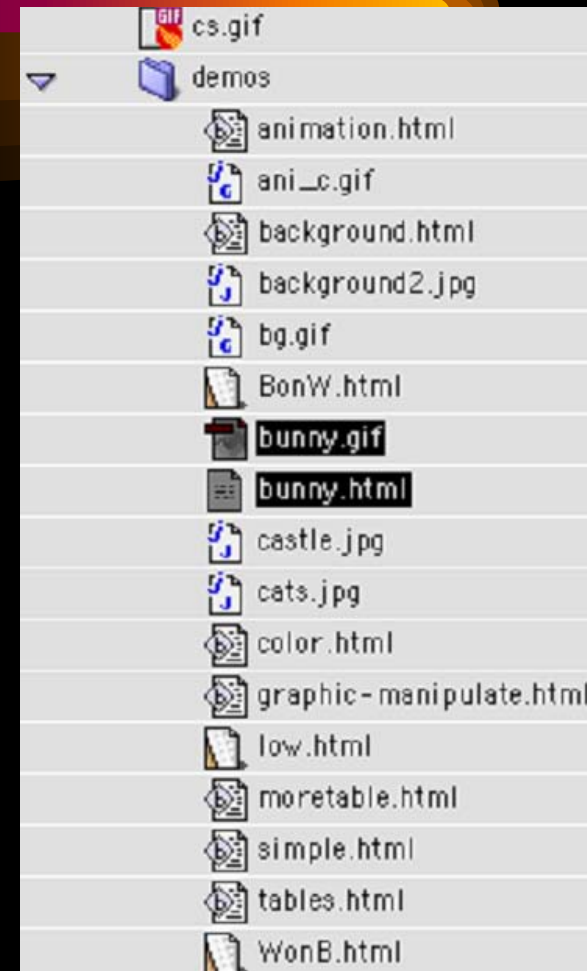 cs.gif
demos
animation.html
ani_c.gif
background.html
background2.jpg
bg.gif
BonW.html
bunny.gif
bunny.html
castle.jpg
cats.jpg
color.html
graphic-manipulate.html
low.html
moretable.html
simple.html
tables.html
WonB.html